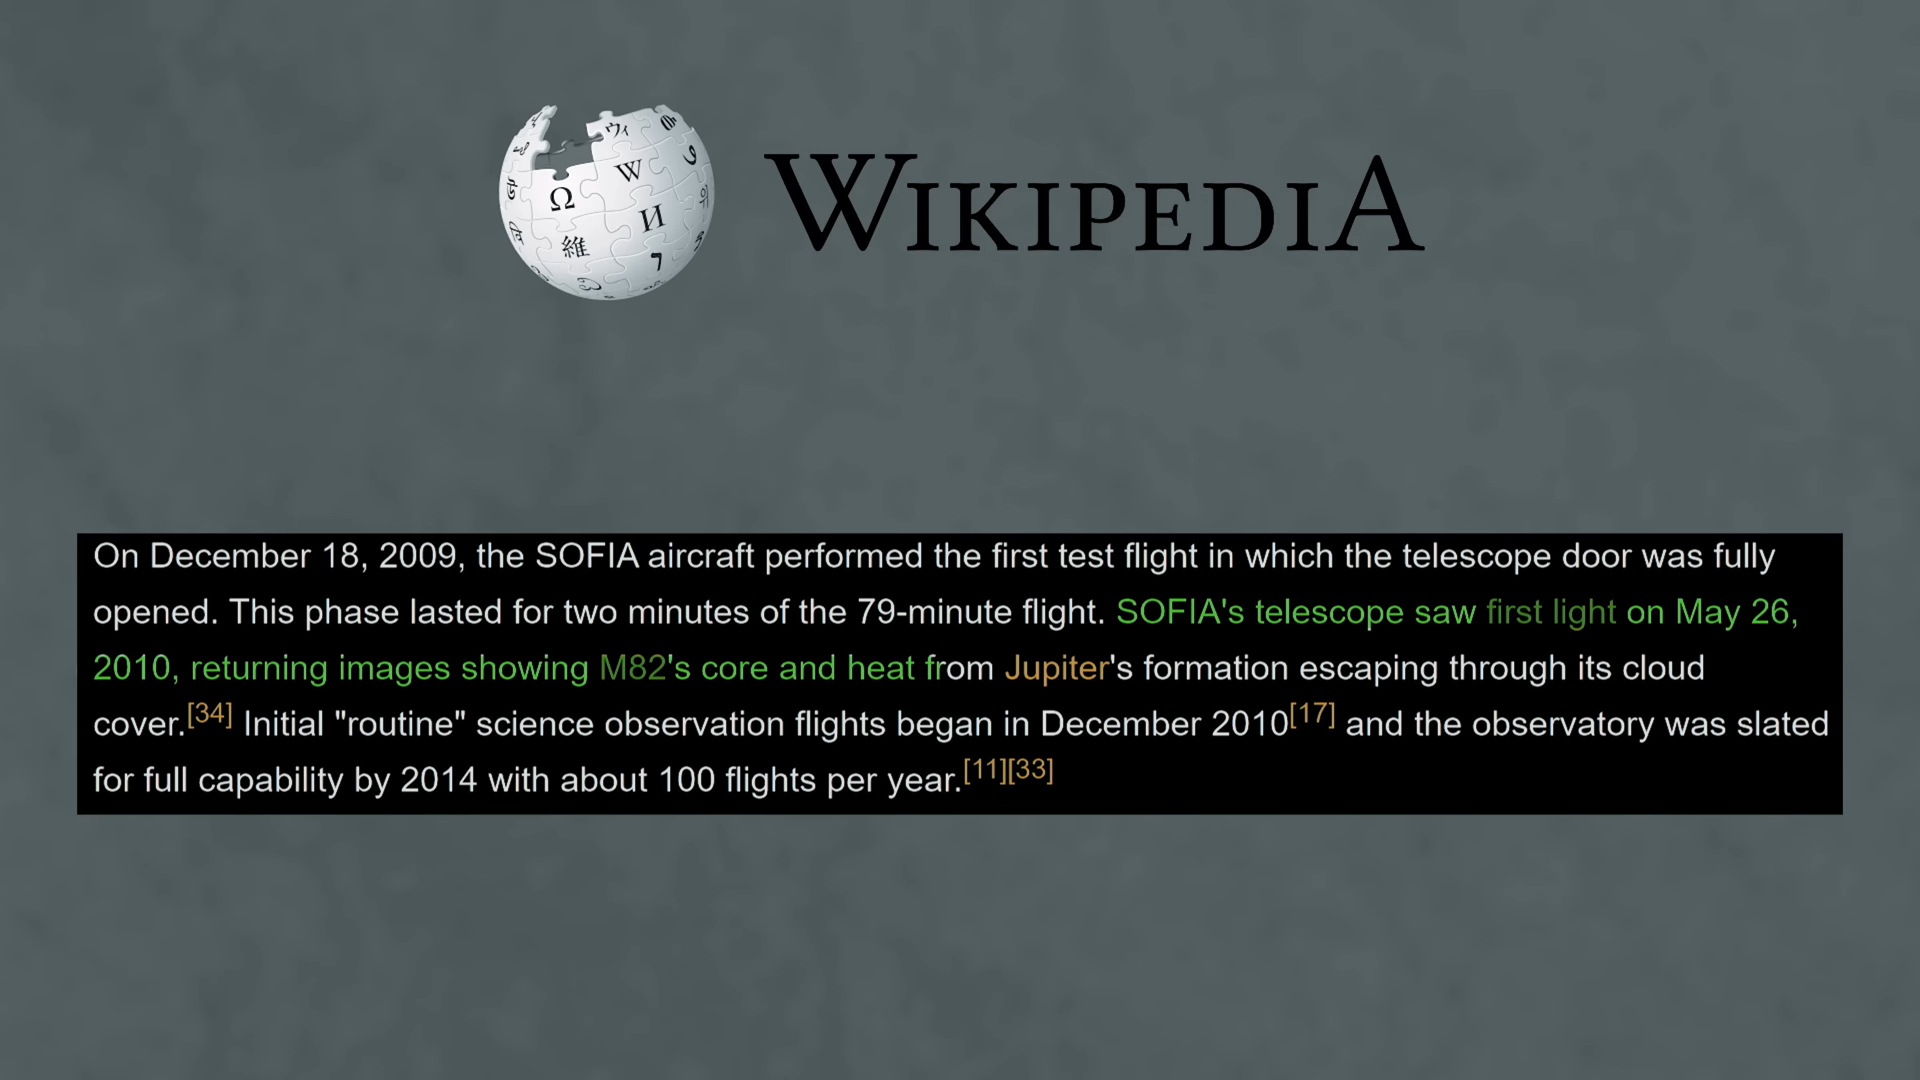 Ω W И 維 ウィ 위 ו
WIKIPEDIA
On December 18, 2009, the SOFIA aircraft performed the first test flight in which the telescope door was fully
opened. This phase lasted for two minutes of the 79-minute flight. SOFIA's telescope saw first light on May 26,
2010, returning images showing M82's core and heat from Jupiter's formation escaping through its cloud
cover.[34] Initial "routine" science observation flights began in December 2010[17] and the observatory was slated
for full capability by 2014 with about 100 flights per year.[11][33]